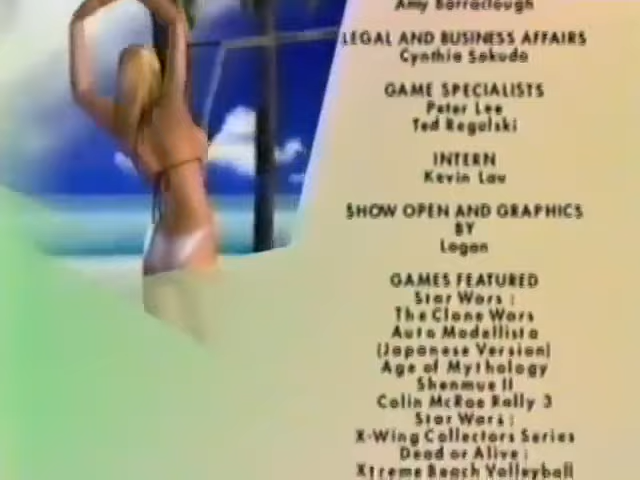 Amy Barraclough
LEGAL AND BUSINESS AFFAIRS
Cynthia Sakuda
GAME SPECIALISTS
Peter Lee
Ted Regulski
INTERN
Kevin Lau
SHOW OPEN AND GRAPHICS
BY
Logan
GAMES FEATURED
Star Wars :
The Clone Wars
Auto Modellista
(Japanese Version)
Age of Mythology
Shenmue II
Colin McRae Rally 3
Star Wars :
X-Wing Collectors Series
Dead or Alive :
Xtreme Beach Volleyball